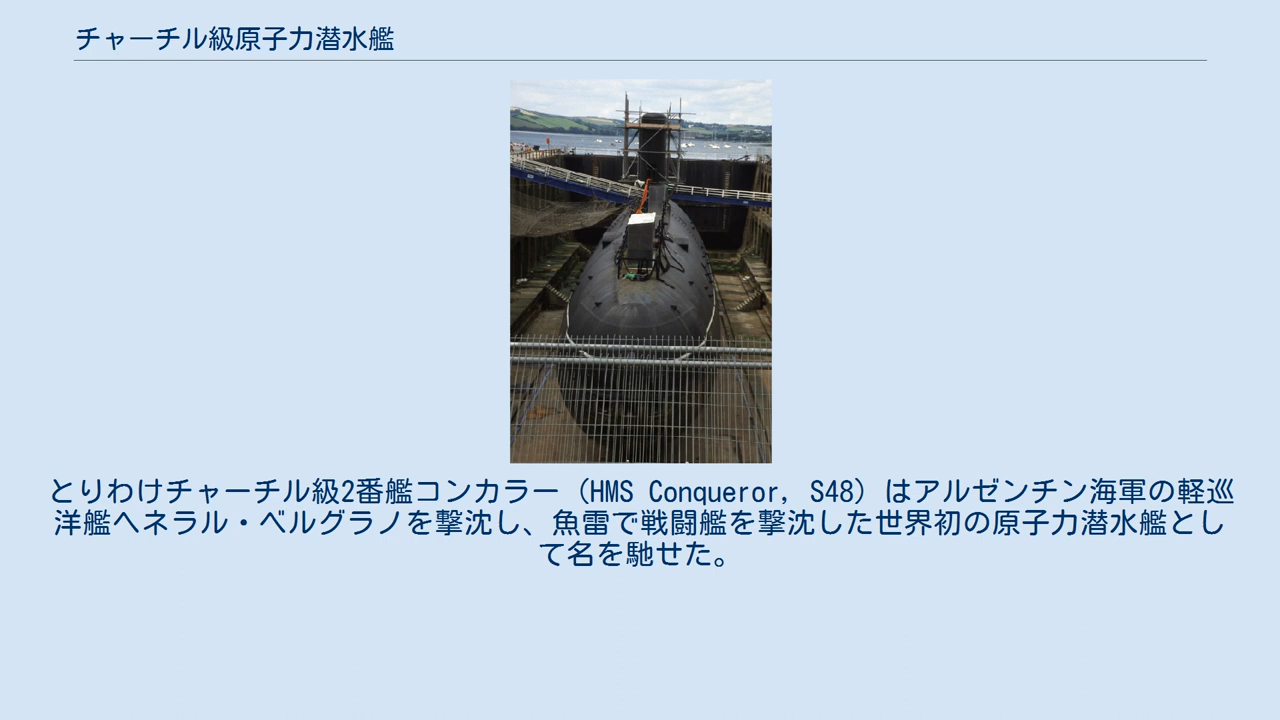 チャーチル級原子力潜水艦
とりわけチャーチル級2番艦コンカラー（HMS Conqueror, S48）はアルゼンチン海軍の軽巡
洋艦ヘネラル・ベルグラノを撃沈し、魚雷で戦闘艦を撃沈した世界初の原子力潜水艦とし
て名を馳せた。